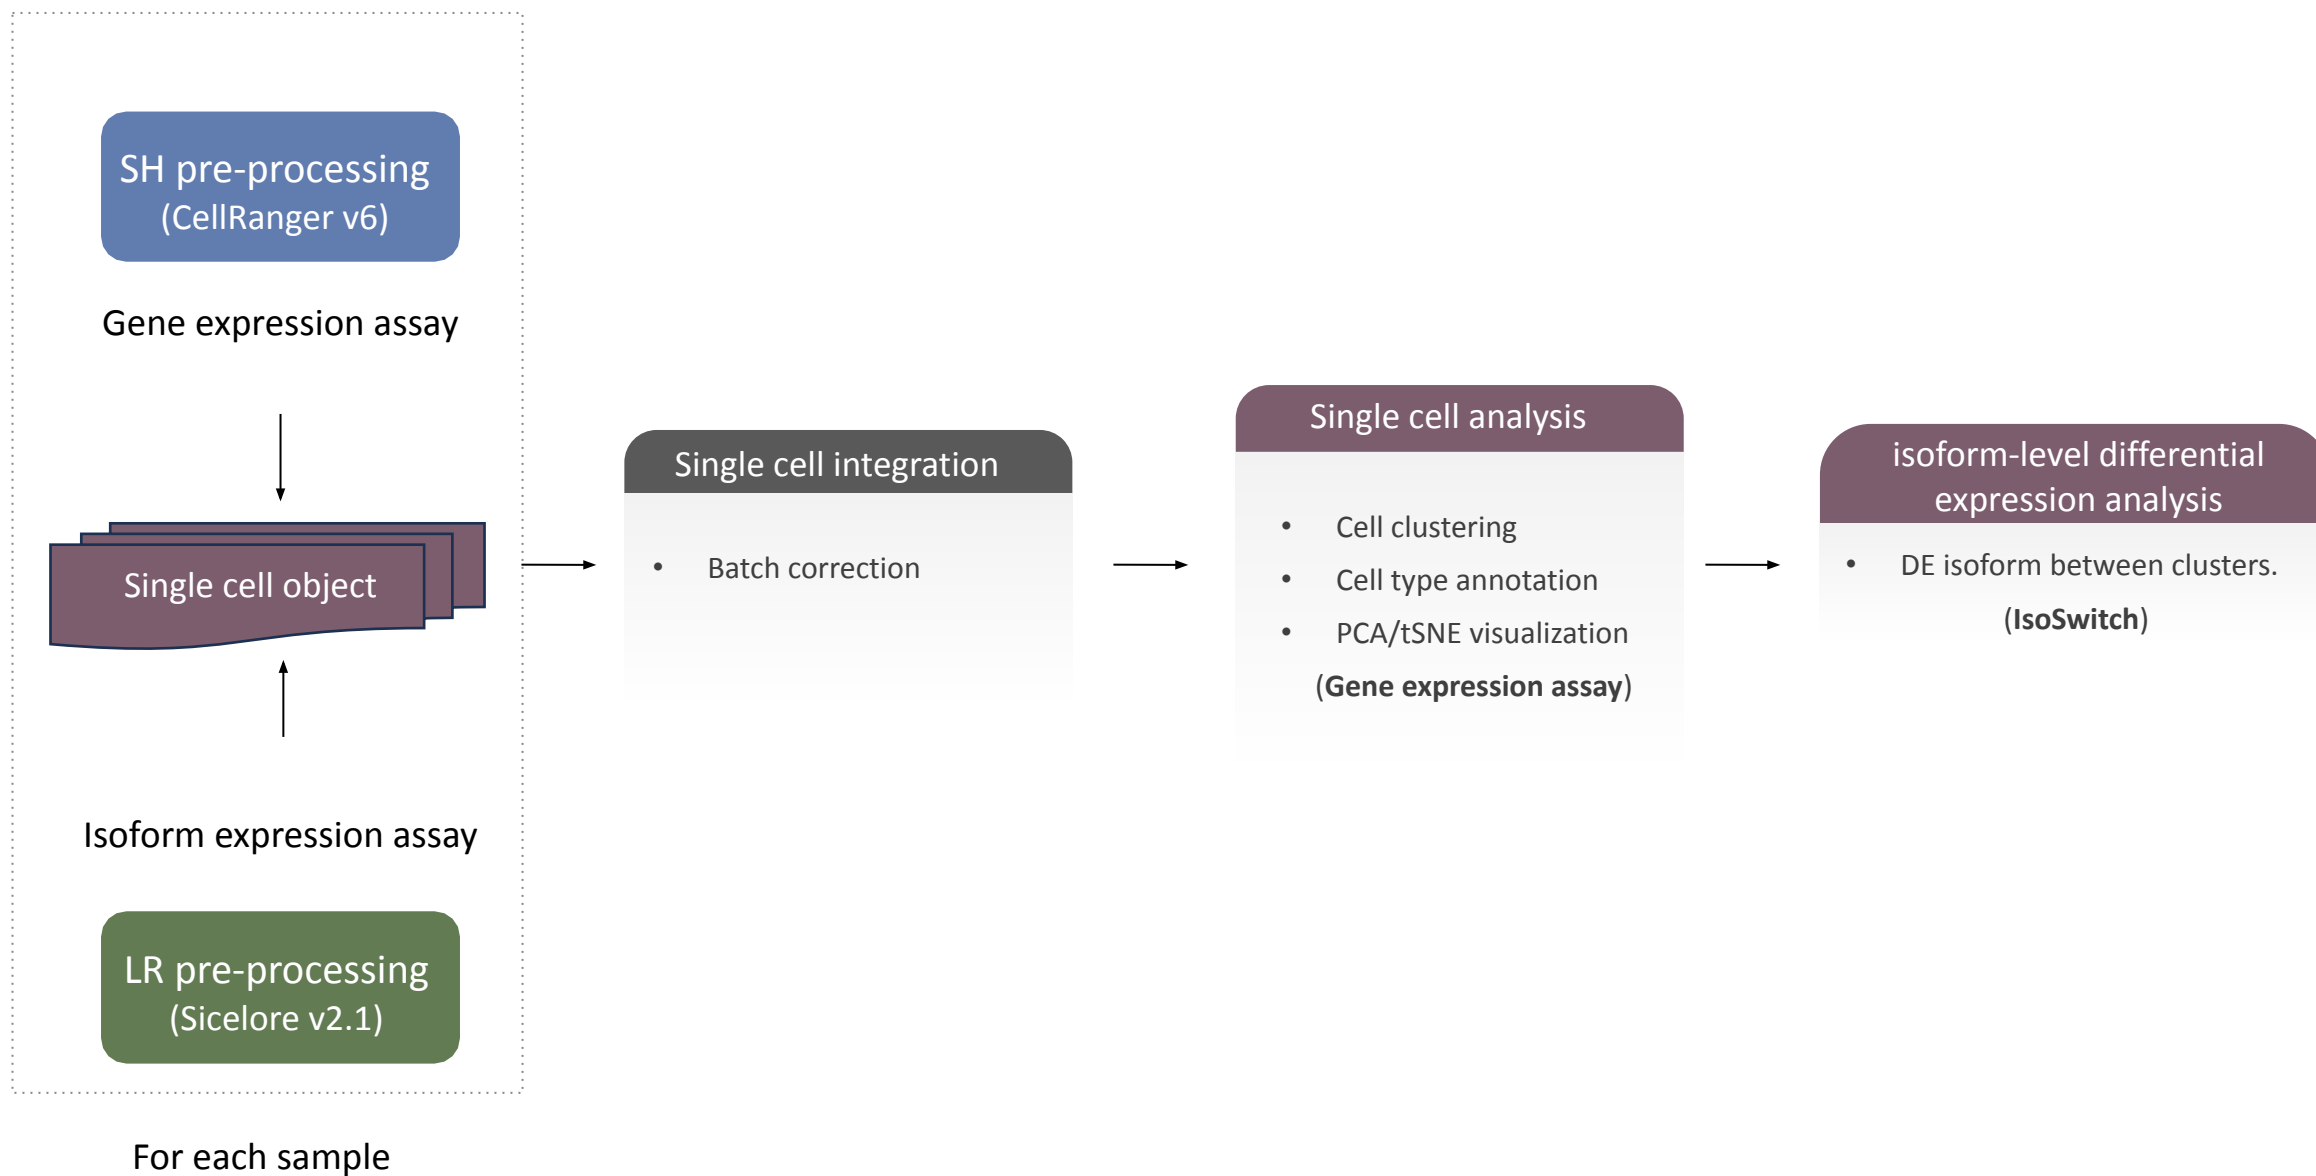 SH pre-processing
(CellRanger v6)
Gene expression assay
Single cell object
Isoform expression assay
LR pre-processing
(Sicelore v2.1)
For each sample
Single cell integration
• Batch correction
Single cell analysis
• Cell clustering
• Cell type annotation
• PCA/tSNE visualization
(Gene expression assay)
isoform-level differential
expression analysis
• DE isoform between clusters.
(IsoSwitch)